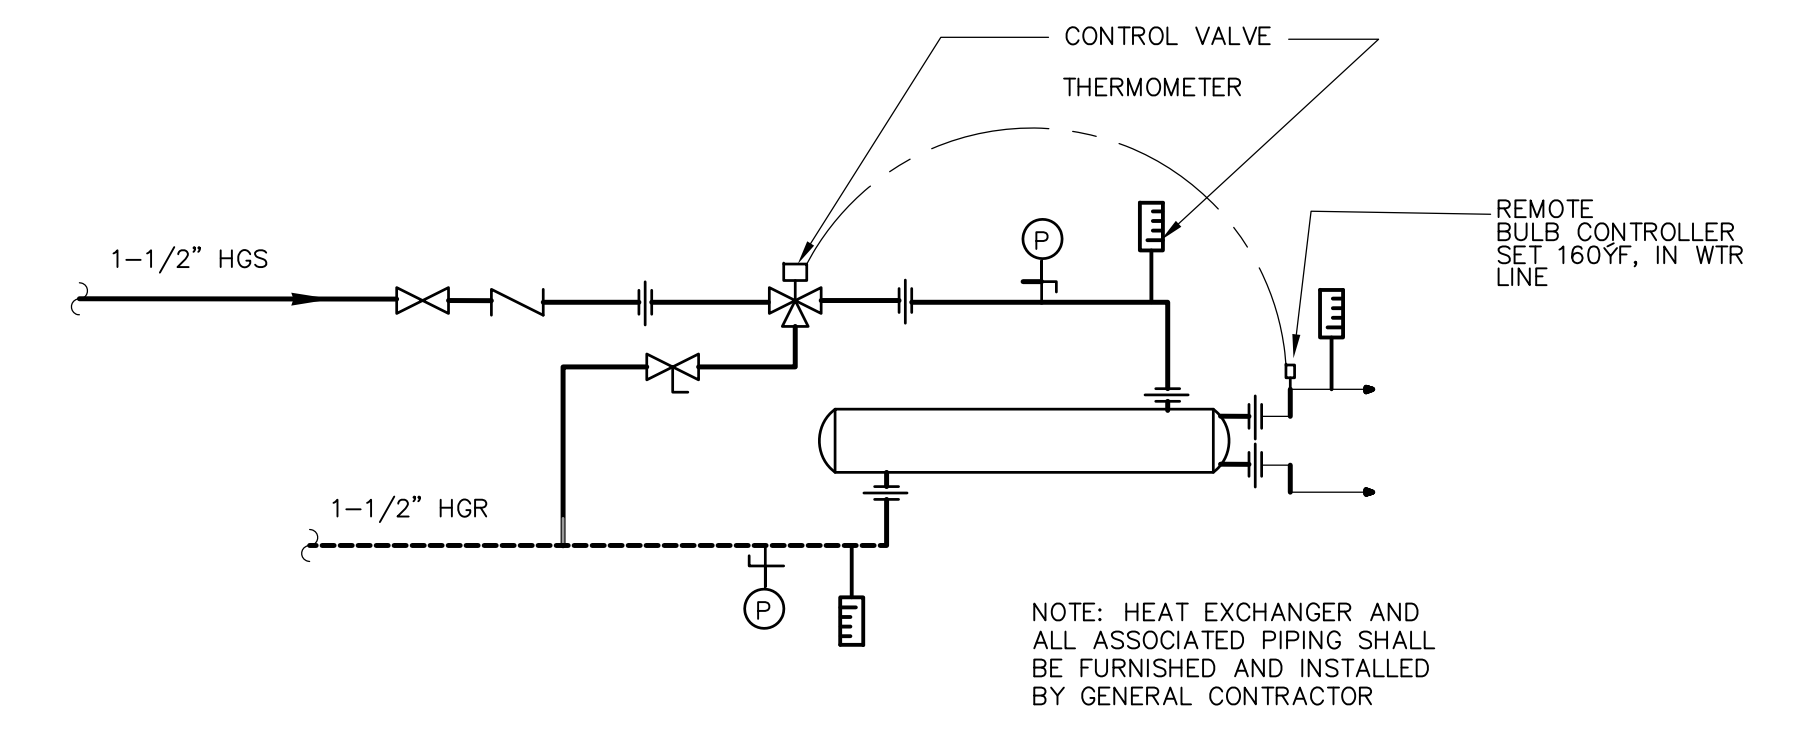 CONTROL VALVE
THERMOMETER
1-1/2" HGS
P
REMOTE
BULB CONTROLLER
SET 160ÝF, IN WTR
LINE
1-1/2" HGR
P
NOTE: HEAT EXCHANGER AND
ALL ASSOCIATED PIPING SHALL
BE FURNISHED AND INSTALLED
BY GENERAL CONTRACTOR